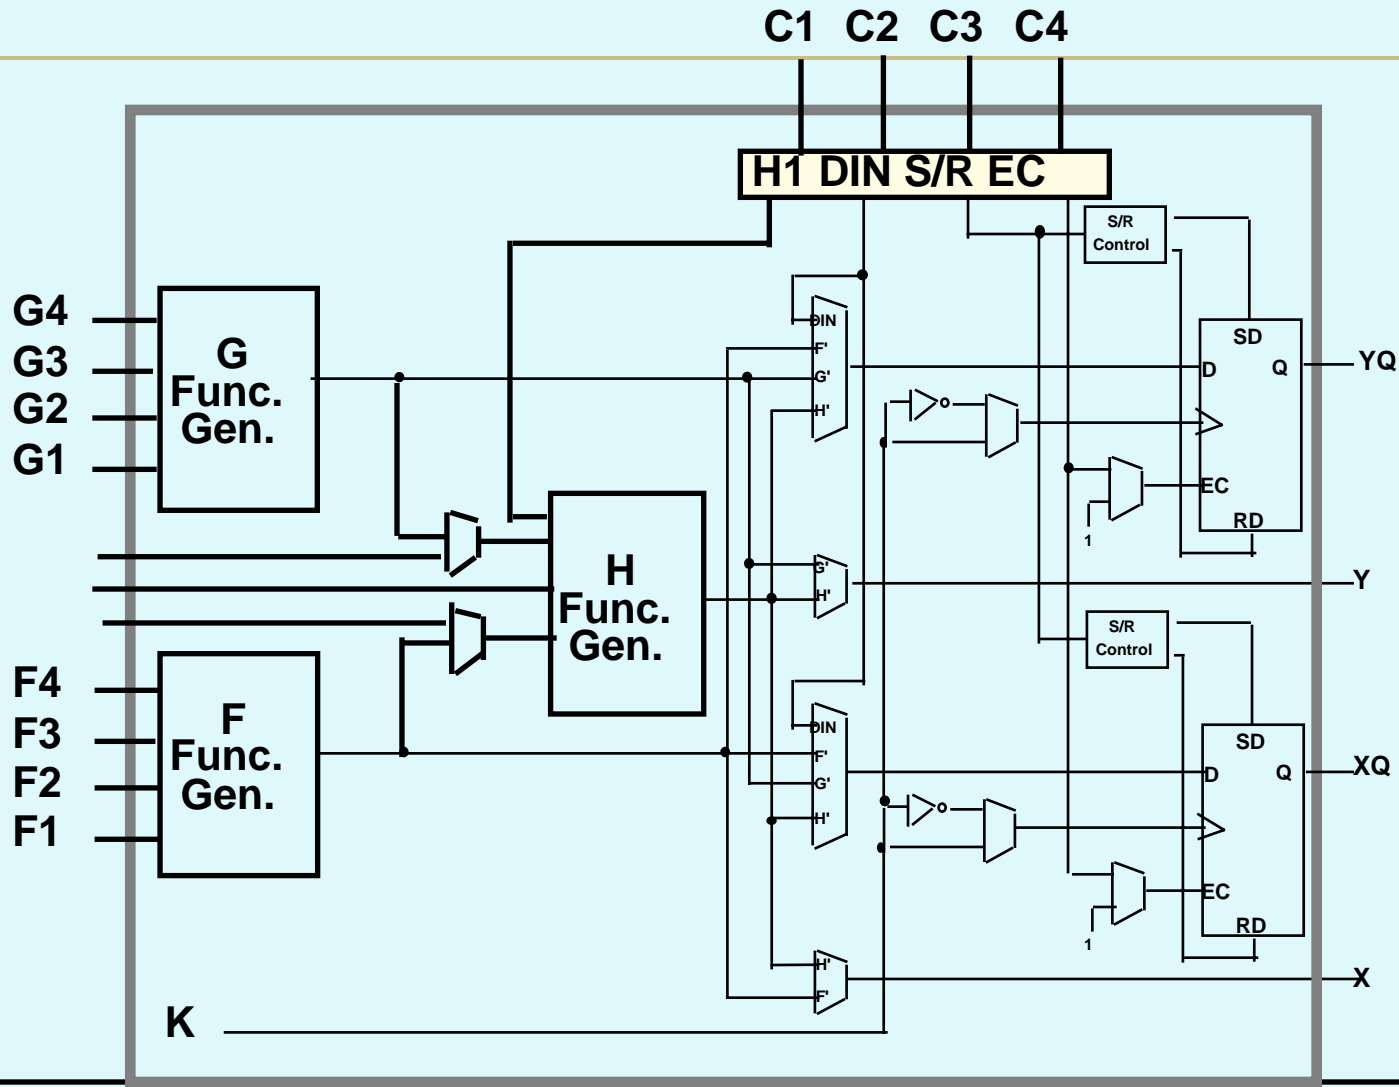 C1 C2 C3 C4
H1 DIN S/R EC
S/R
Control
G4
G3
G2
G1
G
Func.
Gen.
DIN
F'
G'
H'
SD
D
Q
EC
RD
YQ
1
H
Func.
Gen.
G'
H'
Y
S/R
Control
F4
F3
F2
F1
F
Func.
Gen.
DIN
F'
G'
H'
SD
D
Q
EC
RD
XQ
1
H'
F'
X
K